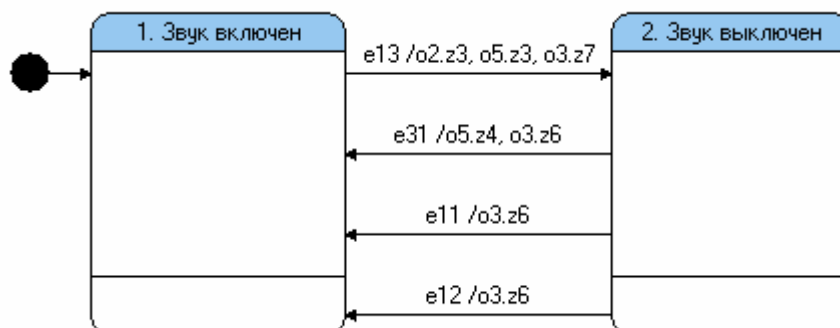 1. Звук включен
2. Звук выключен
e13 /o2.z3, o5.z3, o3.z7
e31 /o5.z4, o3.z6
e11 /o3.z6
e12 /o3.z6